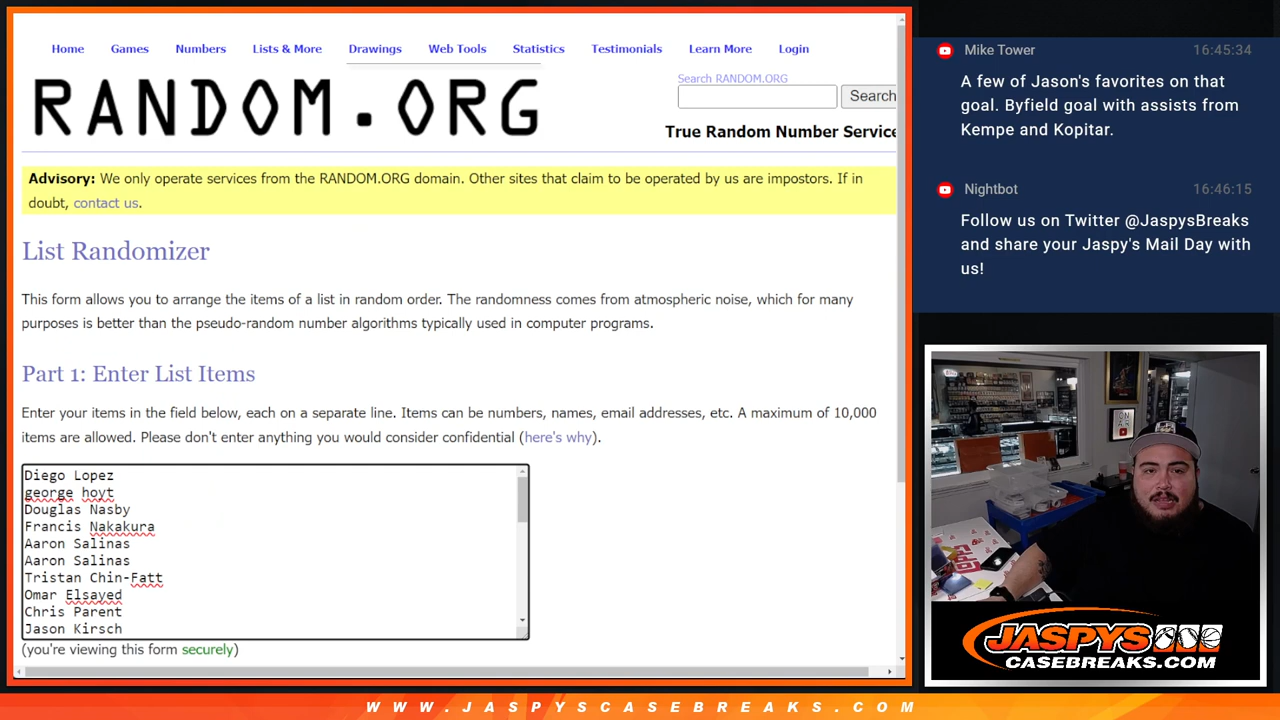 Home Games Numbers Lists & More Drawings Web Tools Statistics Testimonials Learn More Login
RANDOM.ORG
Search RANDOM.ORG
Search
True Random Number Service
Advisory: We only operate services from the RANDOM.ORG domain. Other sites that claim to be operated by us are impostors. If in
doubt, contact us.
List Randomizer
This form allows you to arrange the items of a list in random order. The randomness comes from atmospheric noise, which for many
purposes is better than the pseudo-random number algorithms typically used in computer programs.
Part 1: Enter List Items
Enter your items in the field below, each on a separate line. Items can be numbers, names, email addresses, etc. A maximum of 10,000
items are allowed. Please don't enter anything you would consider confidential (here's why).
Diego Lopez
george hoyt
Douglas Nasby
Francis Nakakura
Aaron Salinas
Aaron Salinas
Tristan Chin-Fatt
Omar Elsayed
Chris Parent
Jason Kirsch
(you're viewing this form securely)
Mike Tower 16:45:34
A few of Jason's favorites on that
goal. Byfield goal with assists from
Kempe and Kopitar.
Nightbot 16:46:15
Follow us on Twitter @JaspysBreaks
and share your Jaspy's Mail Day with
us!
ON
AIR
JASPYS
CASEBREAKS.COM
WWW.JASPYSCASEBREAKS.COM